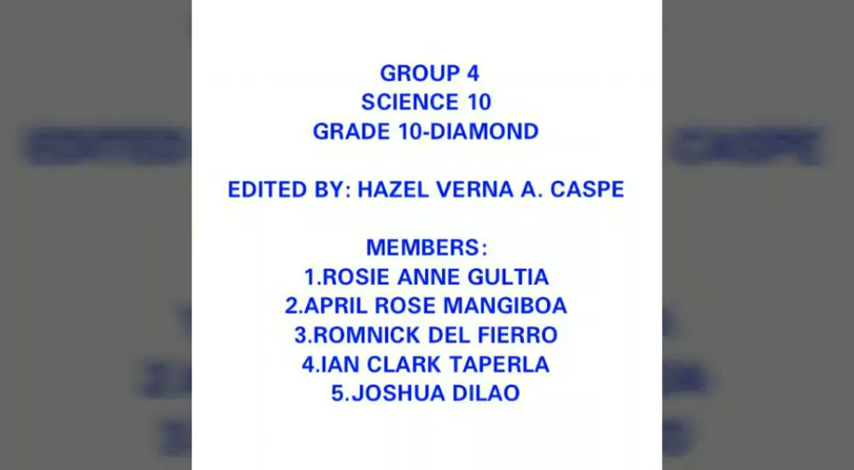 GROUP 4
SCIENCE 10
GRADE 10-DIAMOND
EDITED BY: HAZEL VERNA A. CASPE
MEMBERS:
1.ROSIE ANNE GULTIA
2.APRIL ROSE MANGIBOA
3.ROMNICK DEL FIERRO
4.IAN CLARK TAPERLA
5.JOSHUA DILAO